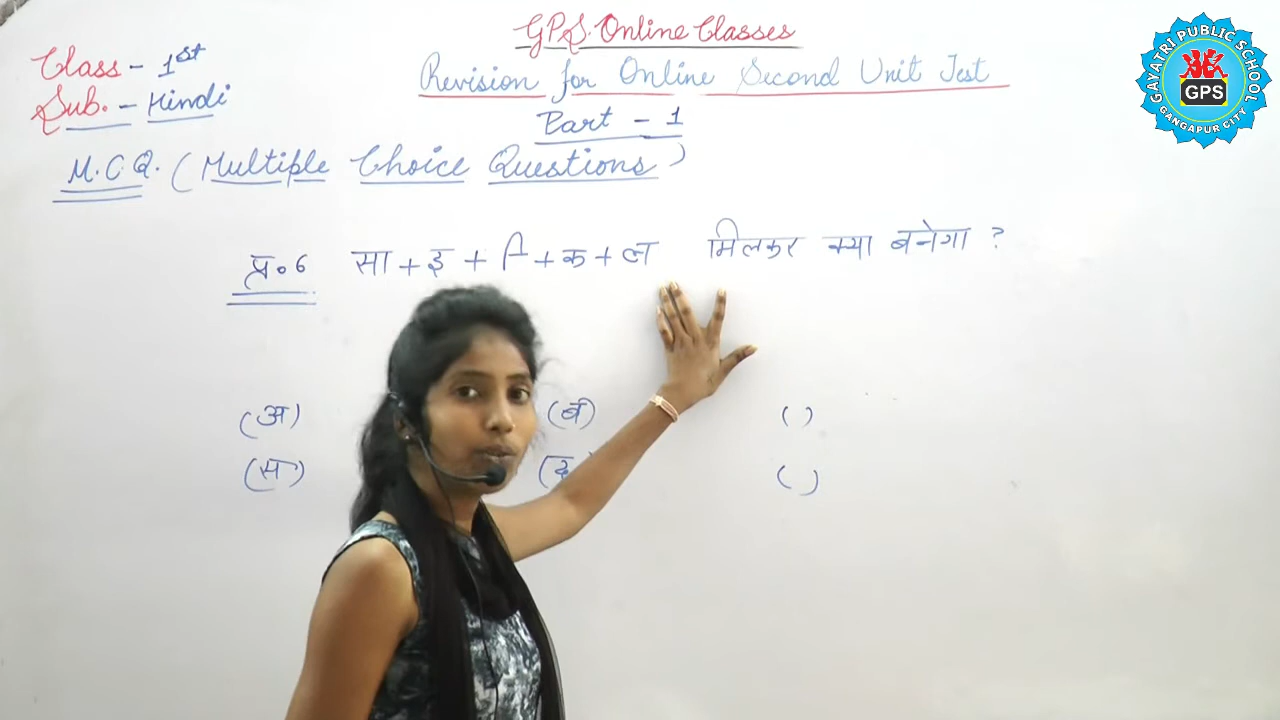 GPS. Online Classes
Class - 1st
Revision for Online Second Unit Test
Sub. - Hindi
Part - 1
M.C.Q. (Multiple Choice Questions)
प्र०6 सा + इ + ि + क + ल मिलकर क्या बनेगा ?
(अ) (ब) ( )
(स) (द) ( )
GAYATRI PUBLIC SCHOOL
GPS
GANGAPUR CITY